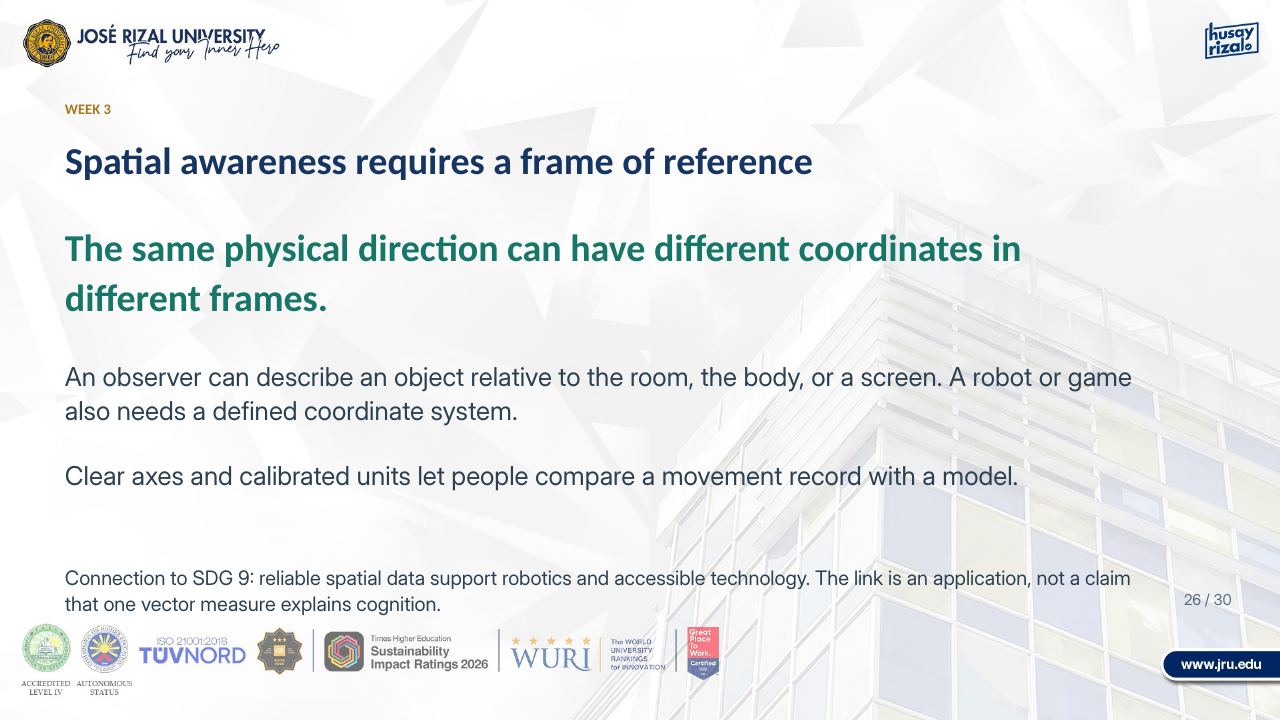 JOSÉ RIZAL UNIVERSITY
Find your Inner Hero
husay
rizal
WEEK 3
Spatial awareness requires a frame of reference
The same physical direction can have different coordinates in
different frames.
An observer can describe an object relative to the room, the body, or a screen. A robot or game
also needs a defined coordinate system.
Clear axes and calibrated units let people compare a movement record with a model.
Connection to SDG 9: reliable spatial data support robotics and accessible technology. The link is an application, not a claim
that one vector measure explains cognition.
26 / 30
ACCREDITED
LEVEL IV
AUTONOMOUS
STATUS
ISO 21001:2018
TÜVNORD
Times Higher Education
Sustainability
Impact Ratings 2026
WURI
The WORLD
UNIVERSITY
RANKINGS
for INNOVATION
Great
Place
To
Work.
Certified
www.jru.edu